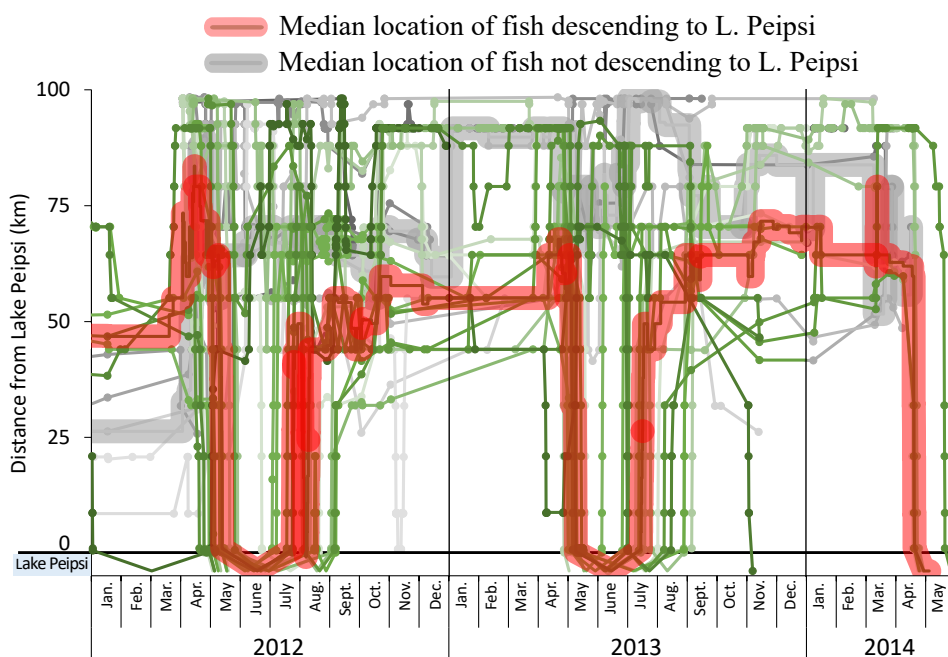 Median location of fish descending to L. Peipsi
Median location of fish not descending to L. Peipsi
Distance from Lake Peipsi (km)
100
75
50
25
0
Lake Peipsi
Jan. Feb. Mar. Apr. May June July Aug. Sept. Oct. Nov. Dec. Jan. Feb. Mar. Apr. May June July Aug. Sept. Oct. Nov. Dec. Jan. Feb. Mar. Apr. May
2012 2013 2014